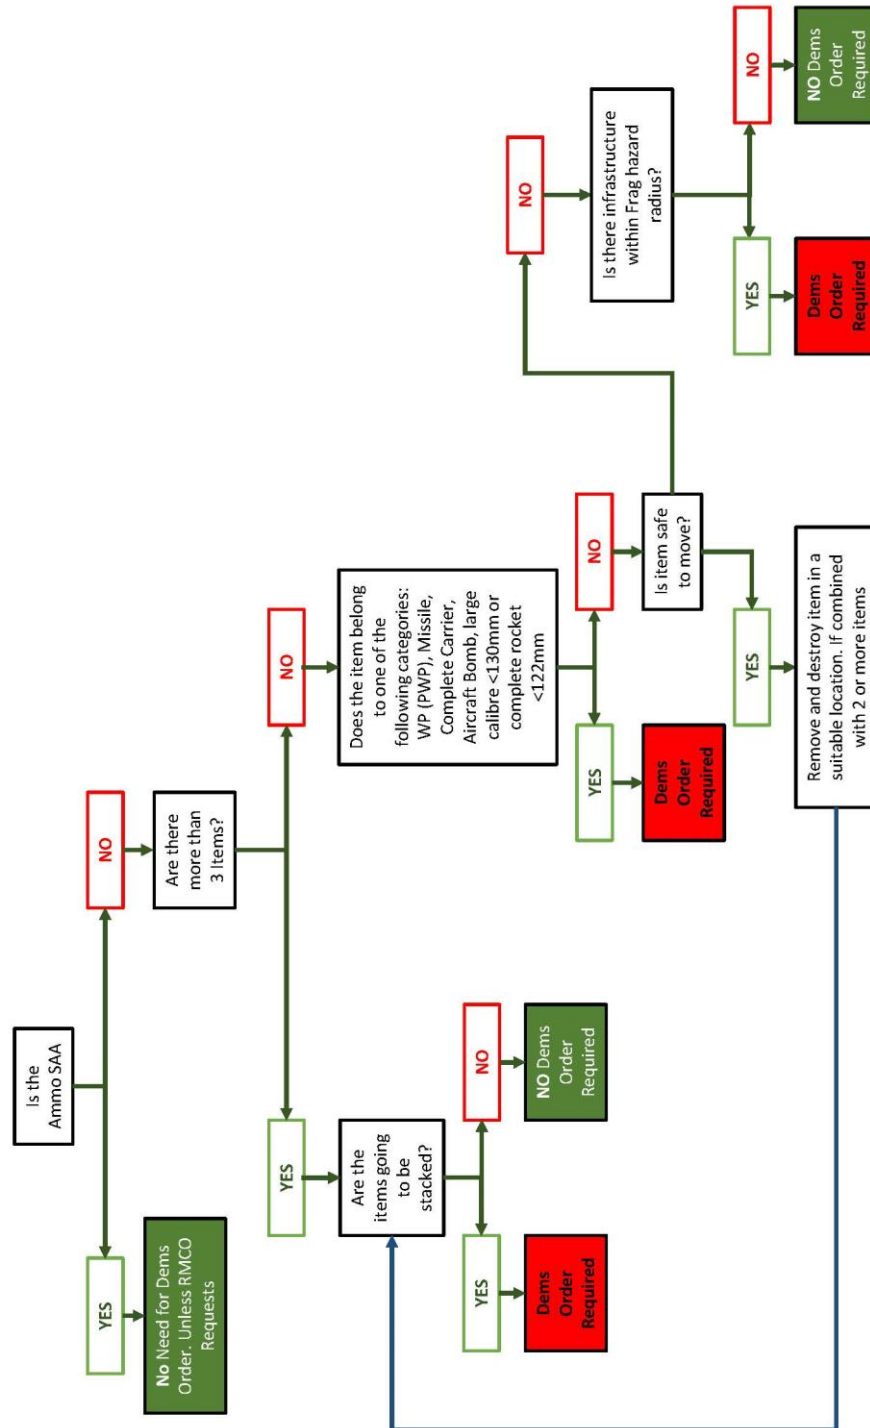 Is the
Ammo SAA
YES
No Need for Dems
Order. Unless RMCO
Requests
NO
Are there
more than
3 Items?
YES
Are the
items going
to be
stacked?
YES
Dems
Order
Required
NO
NO Dems
Order
Required
NO
Does the item belong
to one of the
following categories:
WP (PWP), Missile,
Complete Carrier,
Aircraft Bomb, large
calibre <130mm or
complete rocket
<122mm
YES
Dems
Order
Required
NO
Is item safe
to move?
YES
Remove and destroy item in a
suitable location. If combined
with 2 or more items
NO
Is there infrastructure
within Frag hazard
radius?
YES
Dems
Order
Required
NO
NO Dems
Order
Required